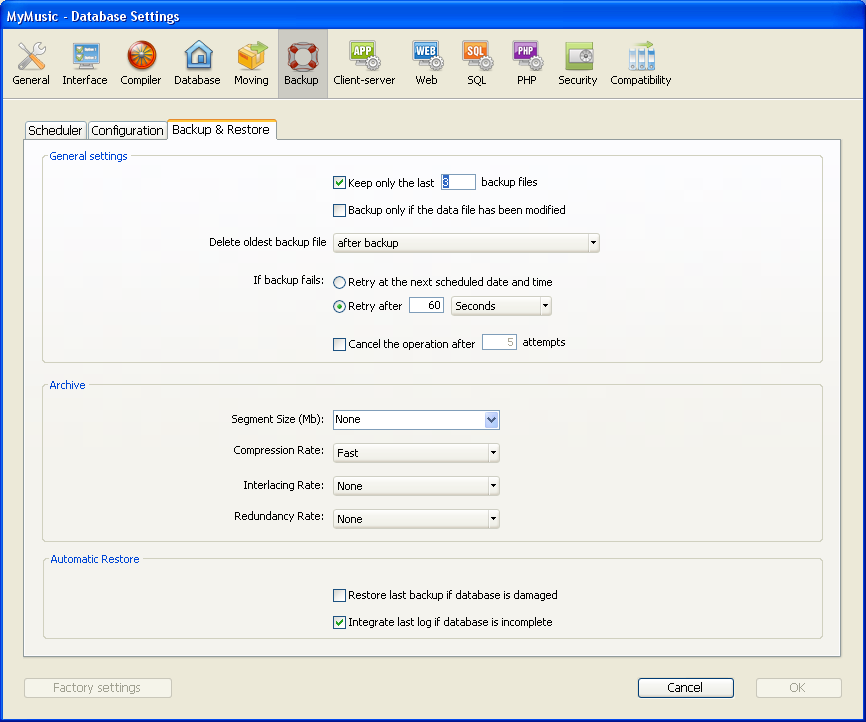 MyMusic - Database Settings
General Interface Compiler Database Moving Backup APP Client-server WEB Web SQL SQL PHP PHP Security Compatibility
Scheduler Configuration Backup & Restore
General settings
Keep only the last 3 backup files
Backup only if the data file has been modified
Delete oldest backup file after backup
If backup fails: Retry at the next scheduled date and time
Retry after 60 Seconds
Cancel the operation after 5 attempts
Archive
Segment Size (Mb): None
Compression Rate: Fast
Interlacing Rate: None
Redundancy Rate: None
Automatic Restore
Restore last backup if database is damaged
Integrate last log if database is incomplete
Factory settings Cancel OK